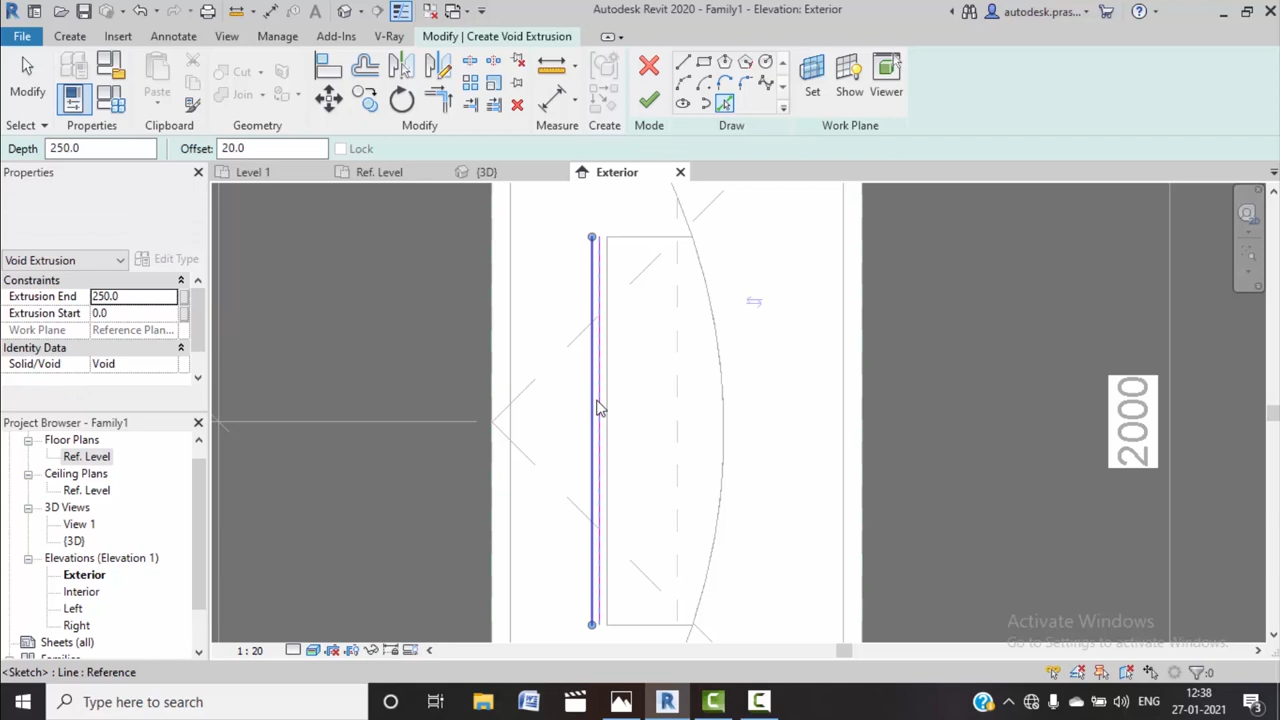 Autodesk Revit 2020 - Family1 - Elevation: Exterior
autodesk.pras...
File Create Insert Annotate View Manage Add-Ins V-Ray Modify | Create Void Extrusion
Modify Paste Cut Join Set Show Viewer
Select Properties Clipboard Geometry Modify Measure Create Mode Draw Work Plane
Depth 250.0 Offset: 20.0 Lock
Properties
Level 1 Ref. Level {3D} Exterior
Void Extrusion Edit Type
Constraints
Extrusion End 250.0
Extrusion Start 0.0
Work Plane Reference Plan...
Identity Data
Solid/Void Void
Project Browser - Family1
Floor Plans
Ref. Level
Ceiling Plans
Ref. Level
3D Views
View 1
{3D}
Elevations (Elevation 1)
Exterior
Interior
Left
Right
Sheets (all)
2000
Activate Windows
Go to Settings to activate Windows.
1 : 20
<Sketch> : Line : Reference
:0
Type here to search
ENG
12:38
27-01-2021
3